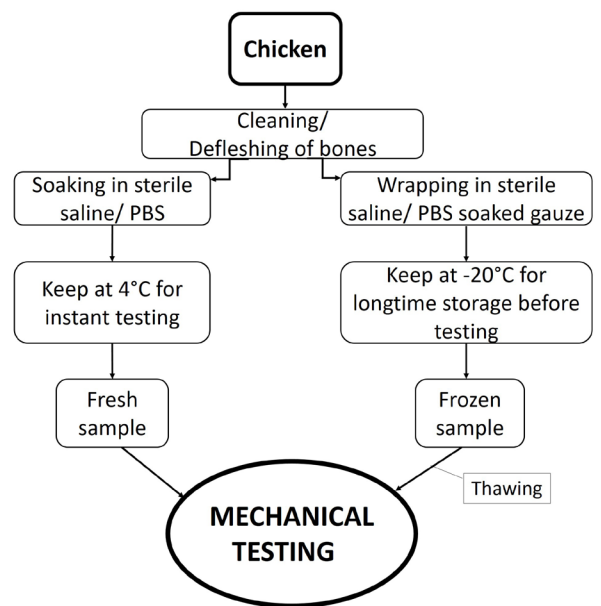 Chicken
Cleaning/
Defleshing of bones
Soaking in sterile
saline/ PBS
Wrapping in sterile
saline/ PBS soaked gauze
Keep at 4°C for
instant testing
Keep at -20°C for
longtime storage before
testing
Fresh
sample
Frozen
sample
Thawing
MECHANICAL
TESTING